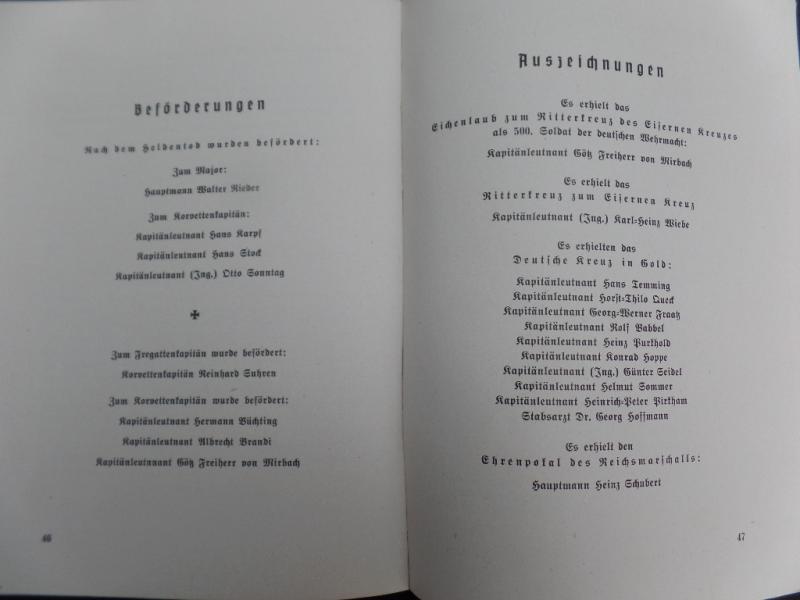 Beförderungen
Nach dem Heldentod wurden befördert:
Zum Major:
Hauptmann Walter Rieder
Zum Korvettenkapitän:
Kapitänleutnant Hans Karpf
Kapitänleutnant Hans Stock
Kapitänleutnant (Ing.) Otto Sonntag
Zum Fregattenkapitän wurde befördert:
Korvettenkapitän Reinhard Suhren
Zum Korvettenkapitän wurde befördert:
Kapitänleutnant Hermann Büchting
Kapitänleutnant Albrecht Brandi
Kapitänleutnnant Götz Freiherr von Mirbach
46
Auszeichnungen
Es erhielt das
Eichenlaub zum Ritterkreuz des Eisernen Kreuzes
als 500. Soldat der deutschen Wehrmacht:
Kapitänleutnant Götz Freiherr von Mirbach
Es erhielt das
Ritterkreuz zum Eisernen Kreuz
Kapitänleutnant (Ing.) Karl-Heinz Wiebe
Es erhielten das
Deutsche Kreuz in Gold:
Kapitänleutnant Hans Temming
Kapitänleutnant Horst-Thilo Queck
Kapitänleutnant Georg-Werner Fraatz
Kapitänleutnant Rolf Babbel
Kapitänleutnant Heinz Purkhold
Kapitänleutnant Konrad Hoppe
Kapitänleutnant (Ing.) Günter Seidel
Kapitänleutnant Helmut Sommer
Kapitänleutnant Heinrich-Peter Pirkham
Stabsarzt Dr. Georg Hoffmann
Es erhielt den
Ehrenpokal des Reichsmarschalls:
Hauptmann Heinz Schubert
47